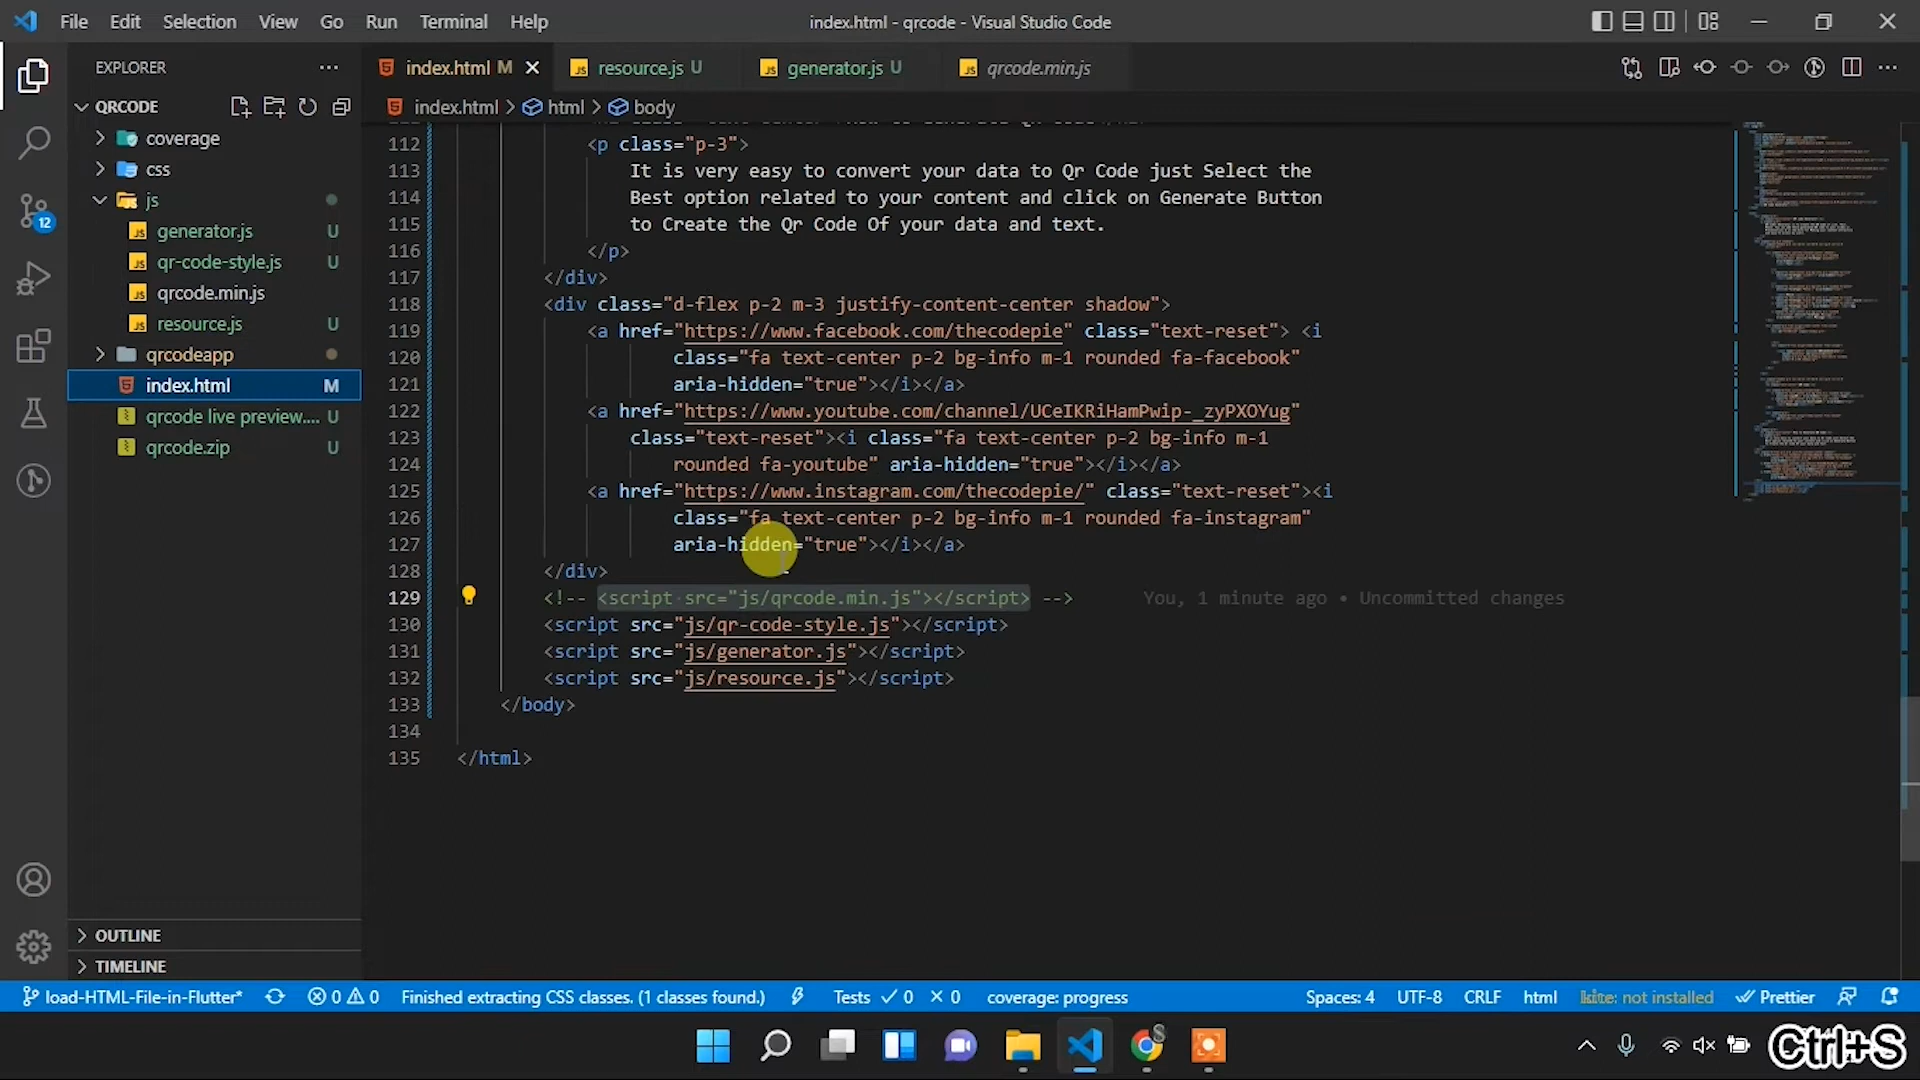 File Edit Selection View Go Run Terminal Help index.html - qrcode - Visual Studio Code
EXPLORER
index.html M
resource.js U
generator.js U
qrcode.min.js
QRCODE
index.html > html > body
coverage
css
js
generator.js U
qr-code-style.js U
qrcode.min.js
resource.js U
qrcodeapp
index.html M
qrcode live preview.... U
qrcode.zip U
12
OUTLINE
TIMELINE
112 <p class="p-3">
113 It is very easy to convert your data to Qr Code just Select the
114 Best option related to your content and click on Generate Button
115 to Create the Qr Code Of your data and text.
116 </p>
117 </div>
118 <div class="d-flex p-2 m-3 justify-content-center shadow">
119 <a href="https://www.facebook.com/thecodepie" class="text-reset"> <i
120 class="fa text-center p-2 bg-info m-1 rounded fa-facebook"
121 aria-hidden="true"></i></a>
122 <a href="https://www.youtube.com/channel/UCeIKRiHamPwip-_zyPXOYug"
123 class="text-reset"><i class="fa text-center p-2 bg-info m-1
124 rounded fa-youtube" aria-hidden="true"></i></a>
125 <a href="https://www.instagram.com/thecodepie/" class="text-reset"><i
126 class="fa text-center p-2 bg-info m-1 rounded fa-instagram"
127 aria-hidden="true"></i></a>
128 </div>
129 <!-- <script src="js/qrcode.min.js"></script> --> You, 1 minute ago • Uncommitted changes
130 <script src="js/qr-code-style.js"></script>
131 <script src="js/generator.js"></script>
132 <script src="js/resource.js"></script>
133 </body>
134
135 </html>
load-HTML-File-in-Flutter* 0 0 Finished extracting CSS classes. (1 classes found.) Tests 0 0 coverage: progress Spaces: 4 UTF-8 CRLF html kite: not installed Prettier
Ctrl+S